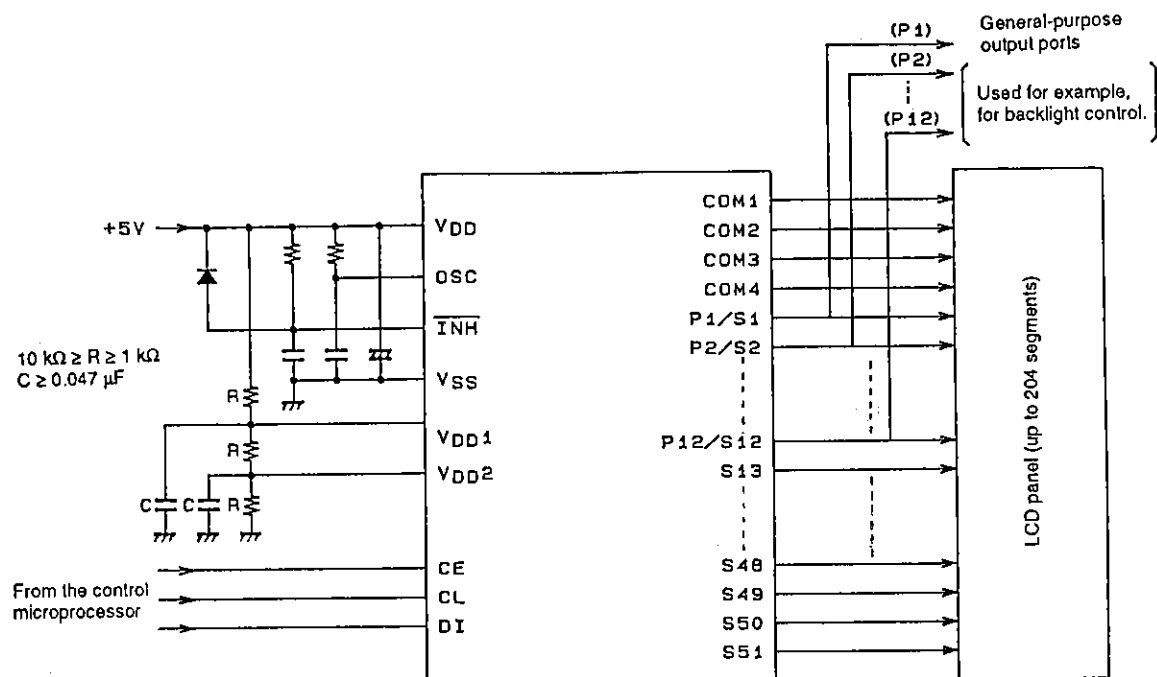 (P1)
General-purpose
output ports
(P2)
Used for example,
for backlight control.
(P12)
+5V
VDD
OSC
INH
VSS
VDD1
VDD2
10 kΩ ≥ R ≥ 1 kΩ
C ≥ 0.047 µF
R
R
R
C
C
From the control
microprocessor
CE
CL
DI
COM1
COM2
COM3
COM4
P1/S1
P2/S2
P12/S12
S13
S48
S49
S50
S51
LCD panel (up to 204 segments)